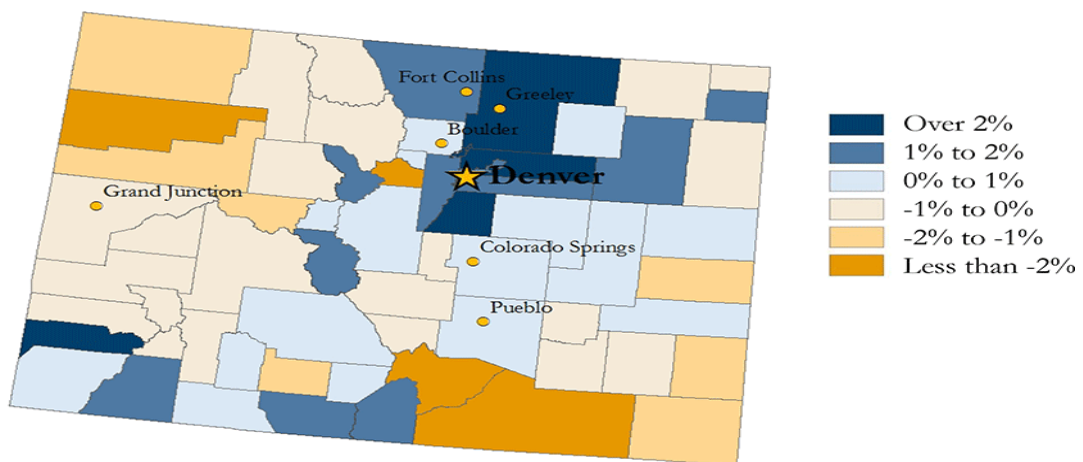 Fort Collins
Greeley
Boulder
Denver
Grand Junction
Colorado Springs
Pueblo
Over 2%
1% to 2%
0% to 1%
-1% to 0%
-2% to -1%
Less than -2%